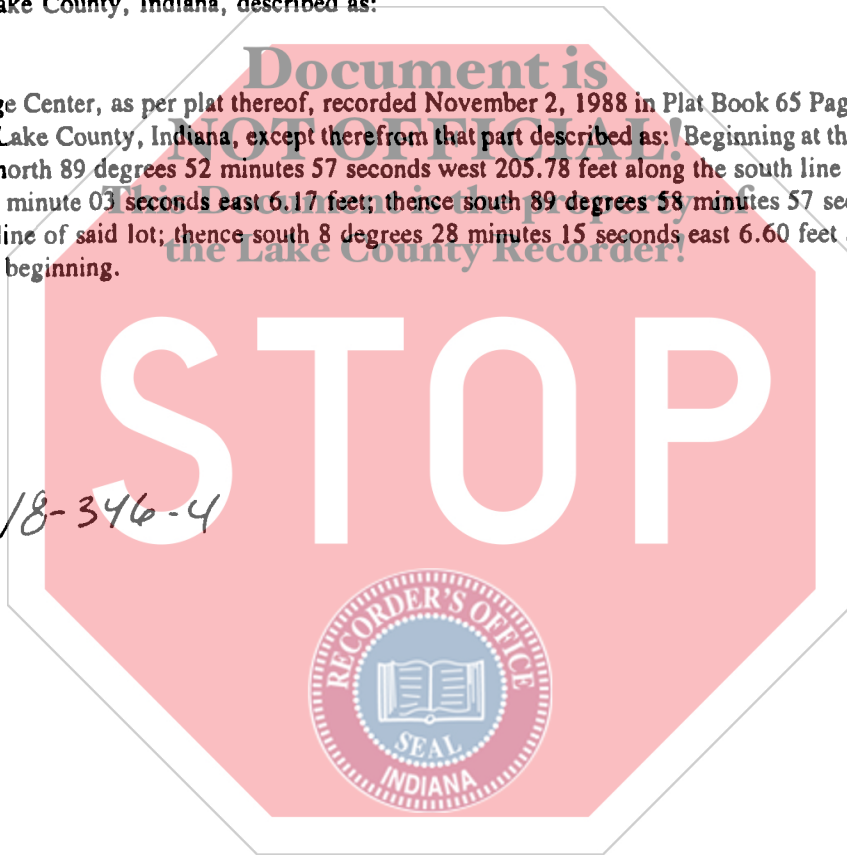 ake County, Indiana, described as:
Document is
ge Center, as per plat thereof, recorded November 2, 1988 in Plat Book 65 Pag
NOT OFFICIAL!
Lake County, Indiana, except therefrom that part described as: Beginning at th
north 89 degrees 52 minutes 57 seconds west 205.78 feet along the south line
This Document is the property of
minute 03 seconds east 6.17 feet; thence south 89 degrees 58 minutes 57 sec
line of said lot; thence south 8 degrees 28 minutes 15 seconds east 6.60 feet
the Lake County Recorder!
beginning.
STOP
18-346-4
RECORDER'S OFFICE
SEAL
INDIANA